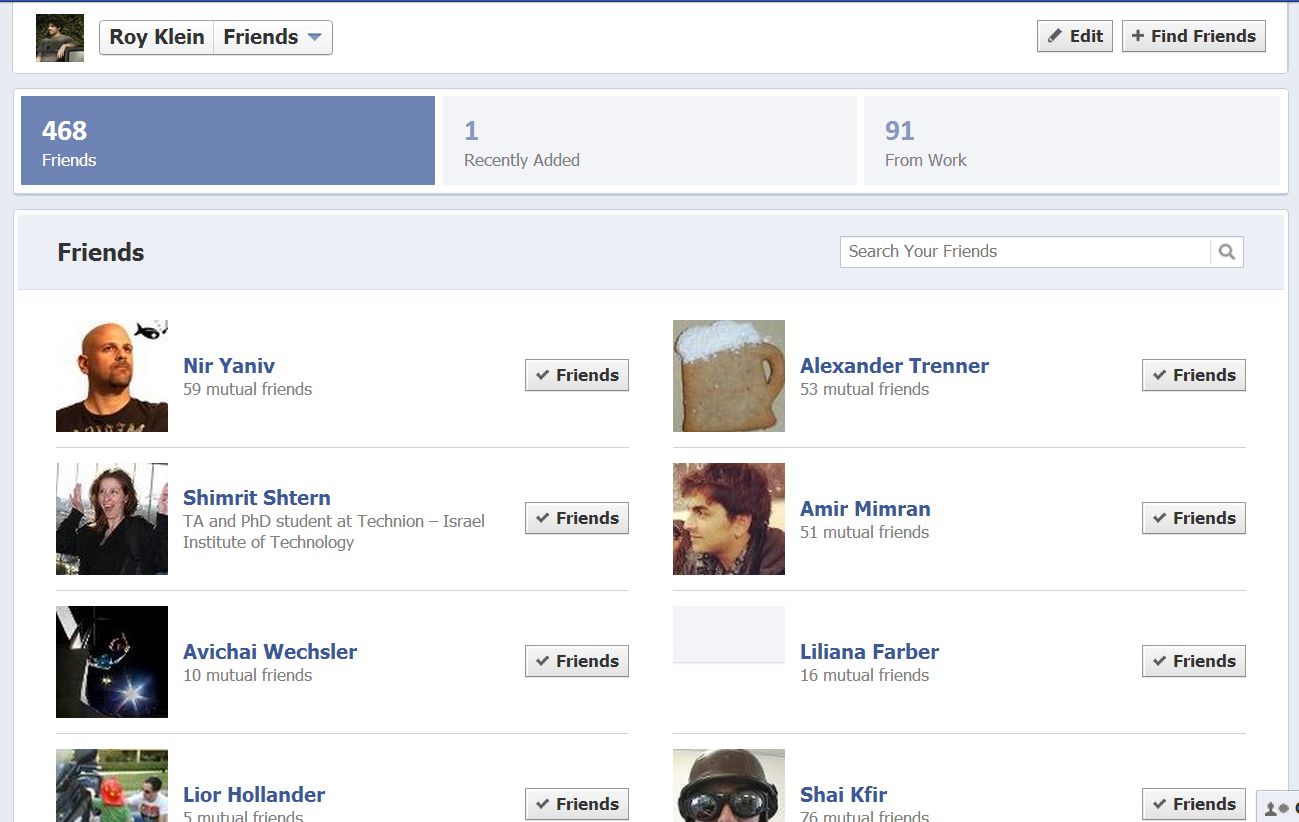 Roy Klein Friends
Edit
+ Find Friends
468
Friends
1
Recently Added
91
From Work
Friends
Search Your Friends
Nir Yaniv
59 mutual friends
Friends
Alexander Trenner
53 mutual friends
Friends
Shimrit Shtern
TA and PhD student at Technion – Israel
Institute of Technology
Friends
Amir Mimran
51 mutual friends
Friends
Avichai Wechsler
10 mutual friends
Friends
Liliana Farber
16 mutual friends
Friends
Lior Hollander
5 mutual friends
Friends
Shai Kfir
76 mutual friends
Friends